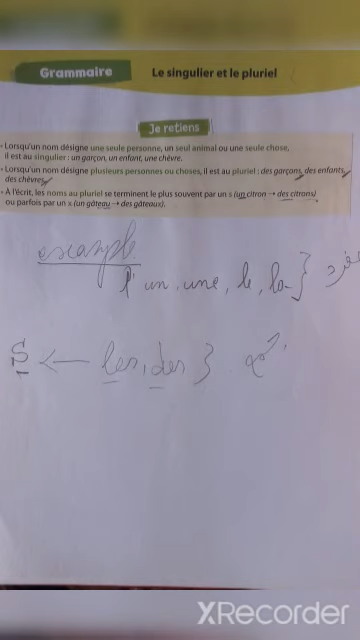 Grammaire Le singulier et le pluriel
Je retiens
• Lorsqu'un nom désigne une seule personne, un seul animal ou une seule chose,
il est au singulier : un garçon, un enfant, une chèvre.
• Lorsqu'un nom désigne plusieurs personnes ou choses, il est au pluriel : des garçons, des enfants,
des chèvres.
• À l'écrit, les noms au pluriel se terminent le plus souvent par un s (un citron → des citrons)
ou parfois par un x (un gâteau → des gâteaux).
l' un, une, le, la } مفرد
S ← les, des }
XRecorder